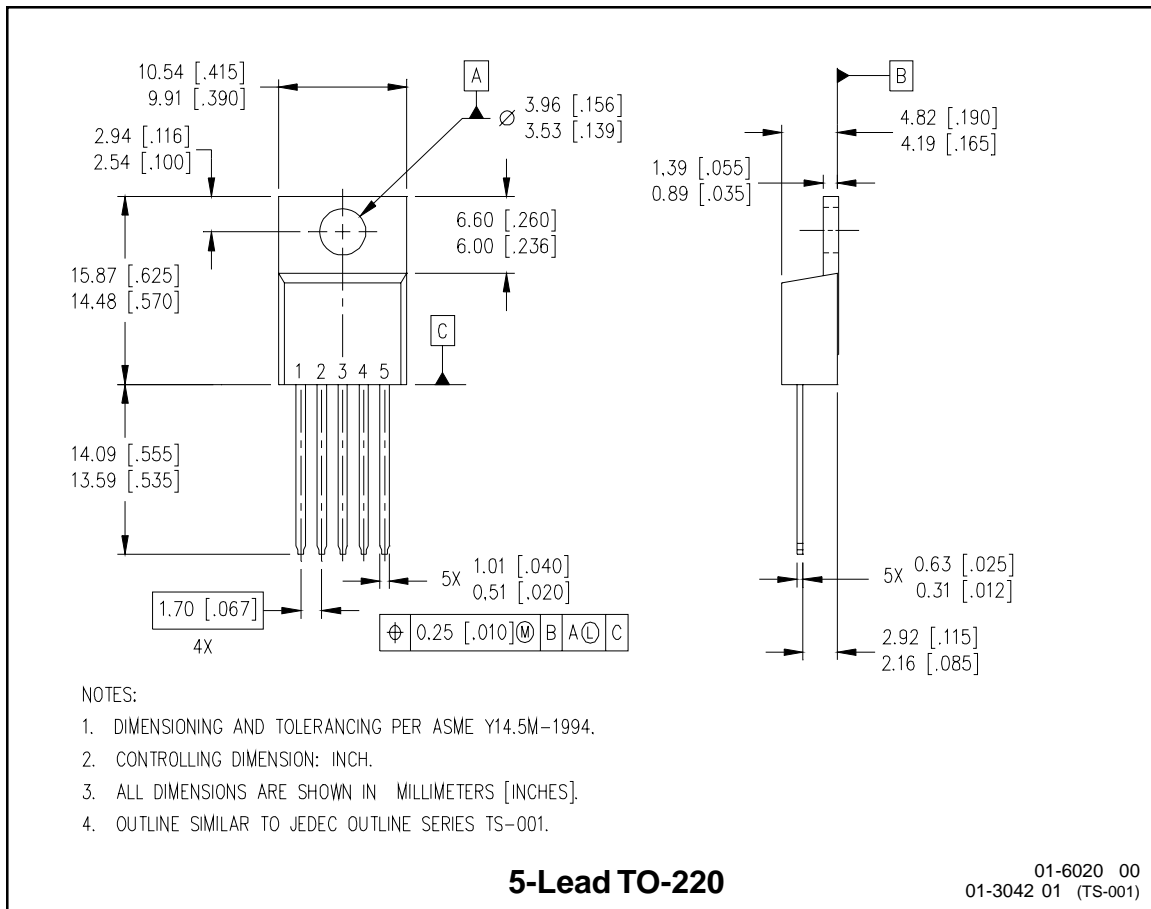 10.54 [.415]
9.91 [.390]
A
⌀ 3.96 [.156]
3.53 [.139]
B
2.94 [.116]
2.54 [.100]
4.82 [.190]
4.19 [.165]
1.39 [.055]
0.89 [.035]
6.60 [.260]
6.00 [.236]
15.87 [.625]
14.48 [.570]
C
1 2 3 4 5
14.09 [.555]
13.59 [.535]
5X 1.01 [.040]
0.51 [.020]
5X 0.63 [.025]
0.31 [.012]
1.70 [.067]
4X
⌖ 0.25 [.010]Ⓜ B AⓁ C
2.92 [.115]
2.16 [.085]
NOTES:
1. DIMENSIONING AND TOLERANCING PER ASME Y14.5M-1994.
2. CONTROLLING DIMENSION: INCH.
3. ALL DIMENSIONS ARE SHOWN IN MILLIMETERS [INCHES].
4. OUTLINE SIMILAR TO JEDEC OUTLINE SERIES TS-001.
5-Lead TO-220
01-6020 00
01-3042 01 (TS-001)